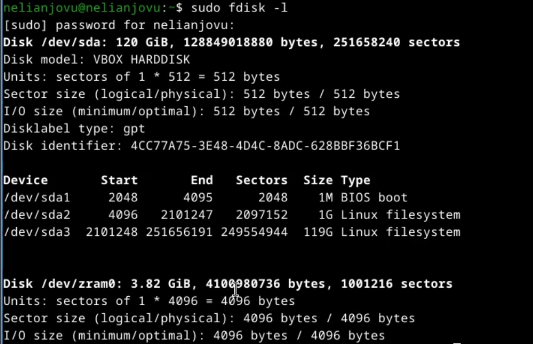 nelianjovu@nelianjovu:~$ sudo fdisk -l
[sudo] password for nelianjovu:
Disk /dev/sda: 120 GiB, 128849018880 bytes, 251658240 sectors
Disk model: VBOX HARDDISK
Units: sectors of 1 * 512 = 512 bytes
Sector size (logical/physical): 512 bytes / 512 bytes
I/O size (minimum/optimal): 512 bytes / 512 bytes
Disklabel type: gpt
Disk identifier: 4CC77A75-3E48-4D4C-8ADC-628BBF36BCF1
Device Start End Sectors Size Type
/dev/sda1 2048 4095 2048 1M BIOS boot
/dev/sda2 4096 2101247 2097152 1G Linux filesystem
/dev/sda3 2101248 251656191 249554944 119G Linux filesystem
Disk /dev/zram0: 3.82 GiB, 4100980736 bytes, 1001216 sectors
Units: sectors of 1 * 4096 = 4096 bytes
Sector size (logical/physical): 4096 bytes / 4096 bytes
I/O size (minimum/optimal): 4096 bytes / 4096 bytes